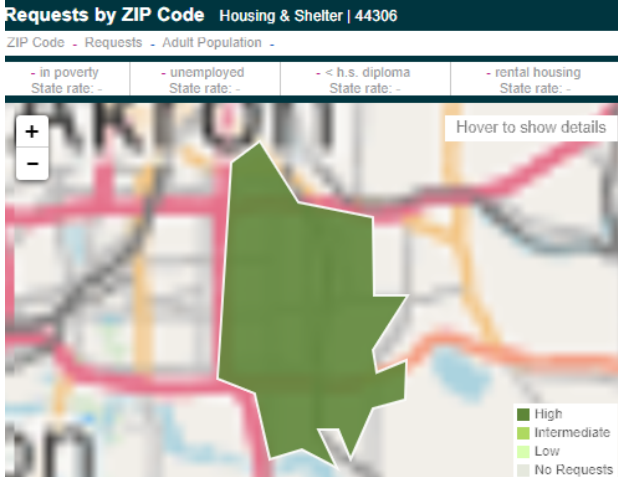 Requests by ZIP Code Housing & Shelter | 44306
ZIP Code - Requests - Adult Population -
- in poverty - unemployed - < h.s. diploma - rental housing
State rate: - State rate: - State rate: - State rate: -
+ Hover to show details
-
High
Intermediate
Low
No Requests